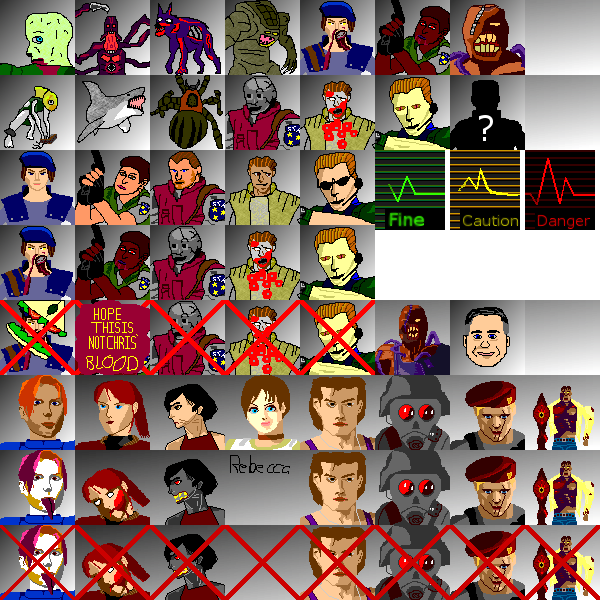 ?
Fine
Caution
Danger
HOPE
THIS IS
NOT CHRIS
BLOOD
Rebecca